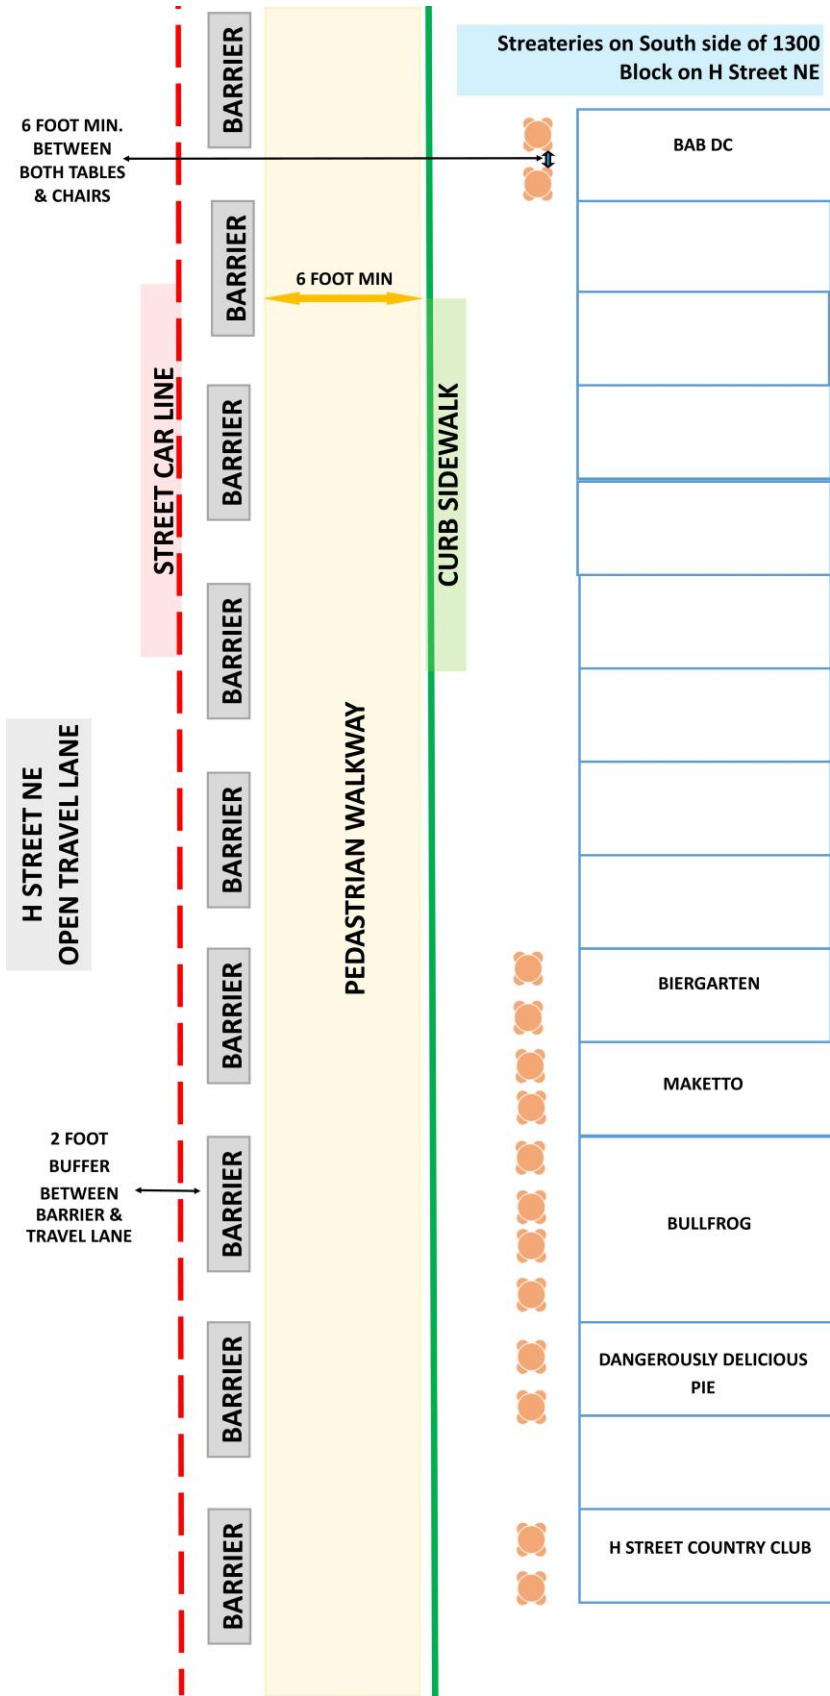 Streateries on South side of 1300
Block on H Street NE
6 FOOT MIN.
BETWEEN
BOTH TABLES
& CHAIRS
BARRIER
BAB DC
BARRIER
6 FOOT MIN
STREET CAR LINE
BARRIER
CURB SIDEWALK
BARRIER
H STREET NE
OPEN TRAVEL LANE
BARRIER
PEDASTRIAN WALKWAY
BARRIER
BIERGARTEN
MAKETTO
2 FOOT
BUFFER
BETWEEN
BARRIER &
TRAVEL LANE
BARRIER
BULLFROG
BARRIER
DANGEROUSLY DELICIOUS
PIE
BARRIER
H STREET COUNTRY CLUB